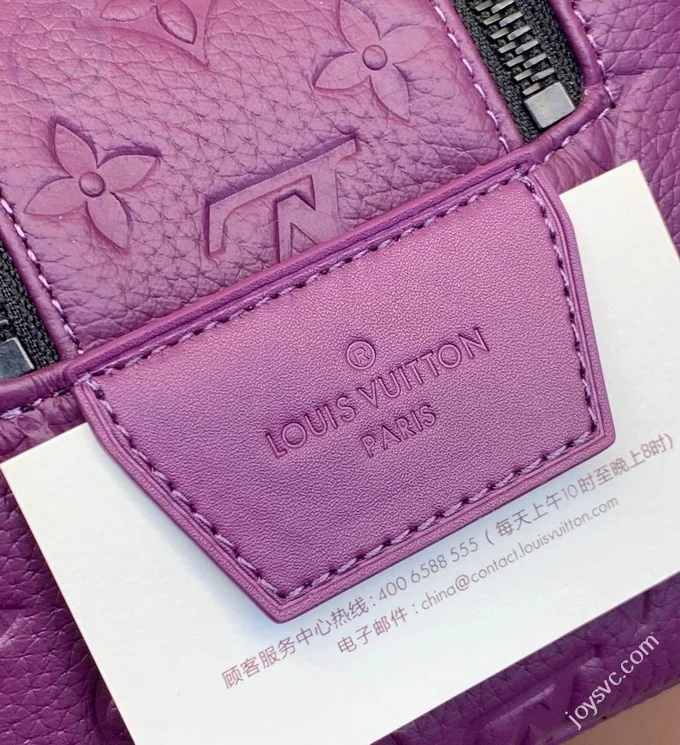 ®
LOUIS VUITTON
PARIS
顾客服务中心热线:400 6588 555（每天上午10时至晚上8时）
电子邮件：china@contact.louisvuitton.com
joysvc.com